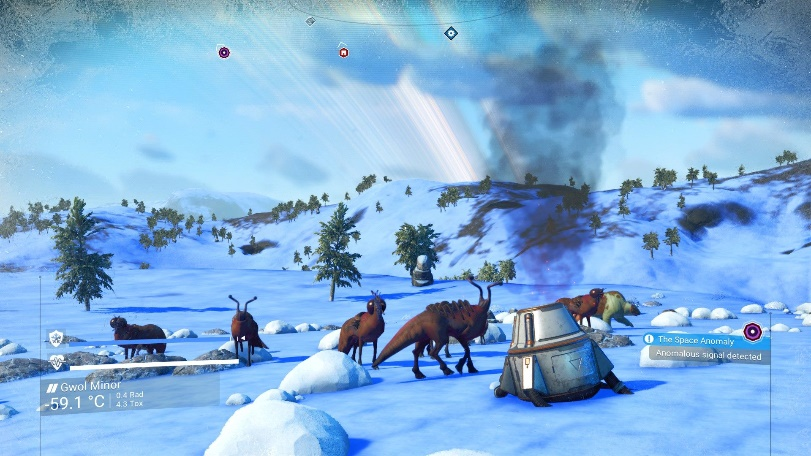 The Space Anomaly
Anomalous signal detected
Gwol Minor
-59.1 °C
0.4 Rad
4.3 Tox